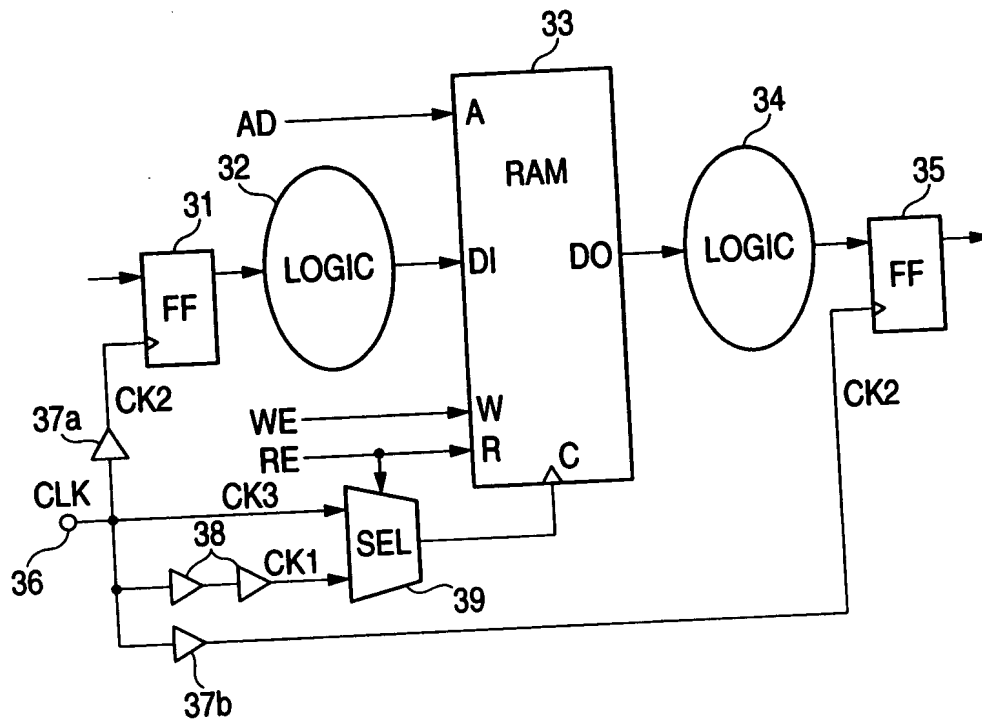 33
34
AD
A
32
RAM
35
31
LOGIC
DI
DO
LOGIC
FF
FF
CK2
CK2
37a
WE
W
RE
R
C
CLK
CK3
38
CK1
SEL
36
39
37b